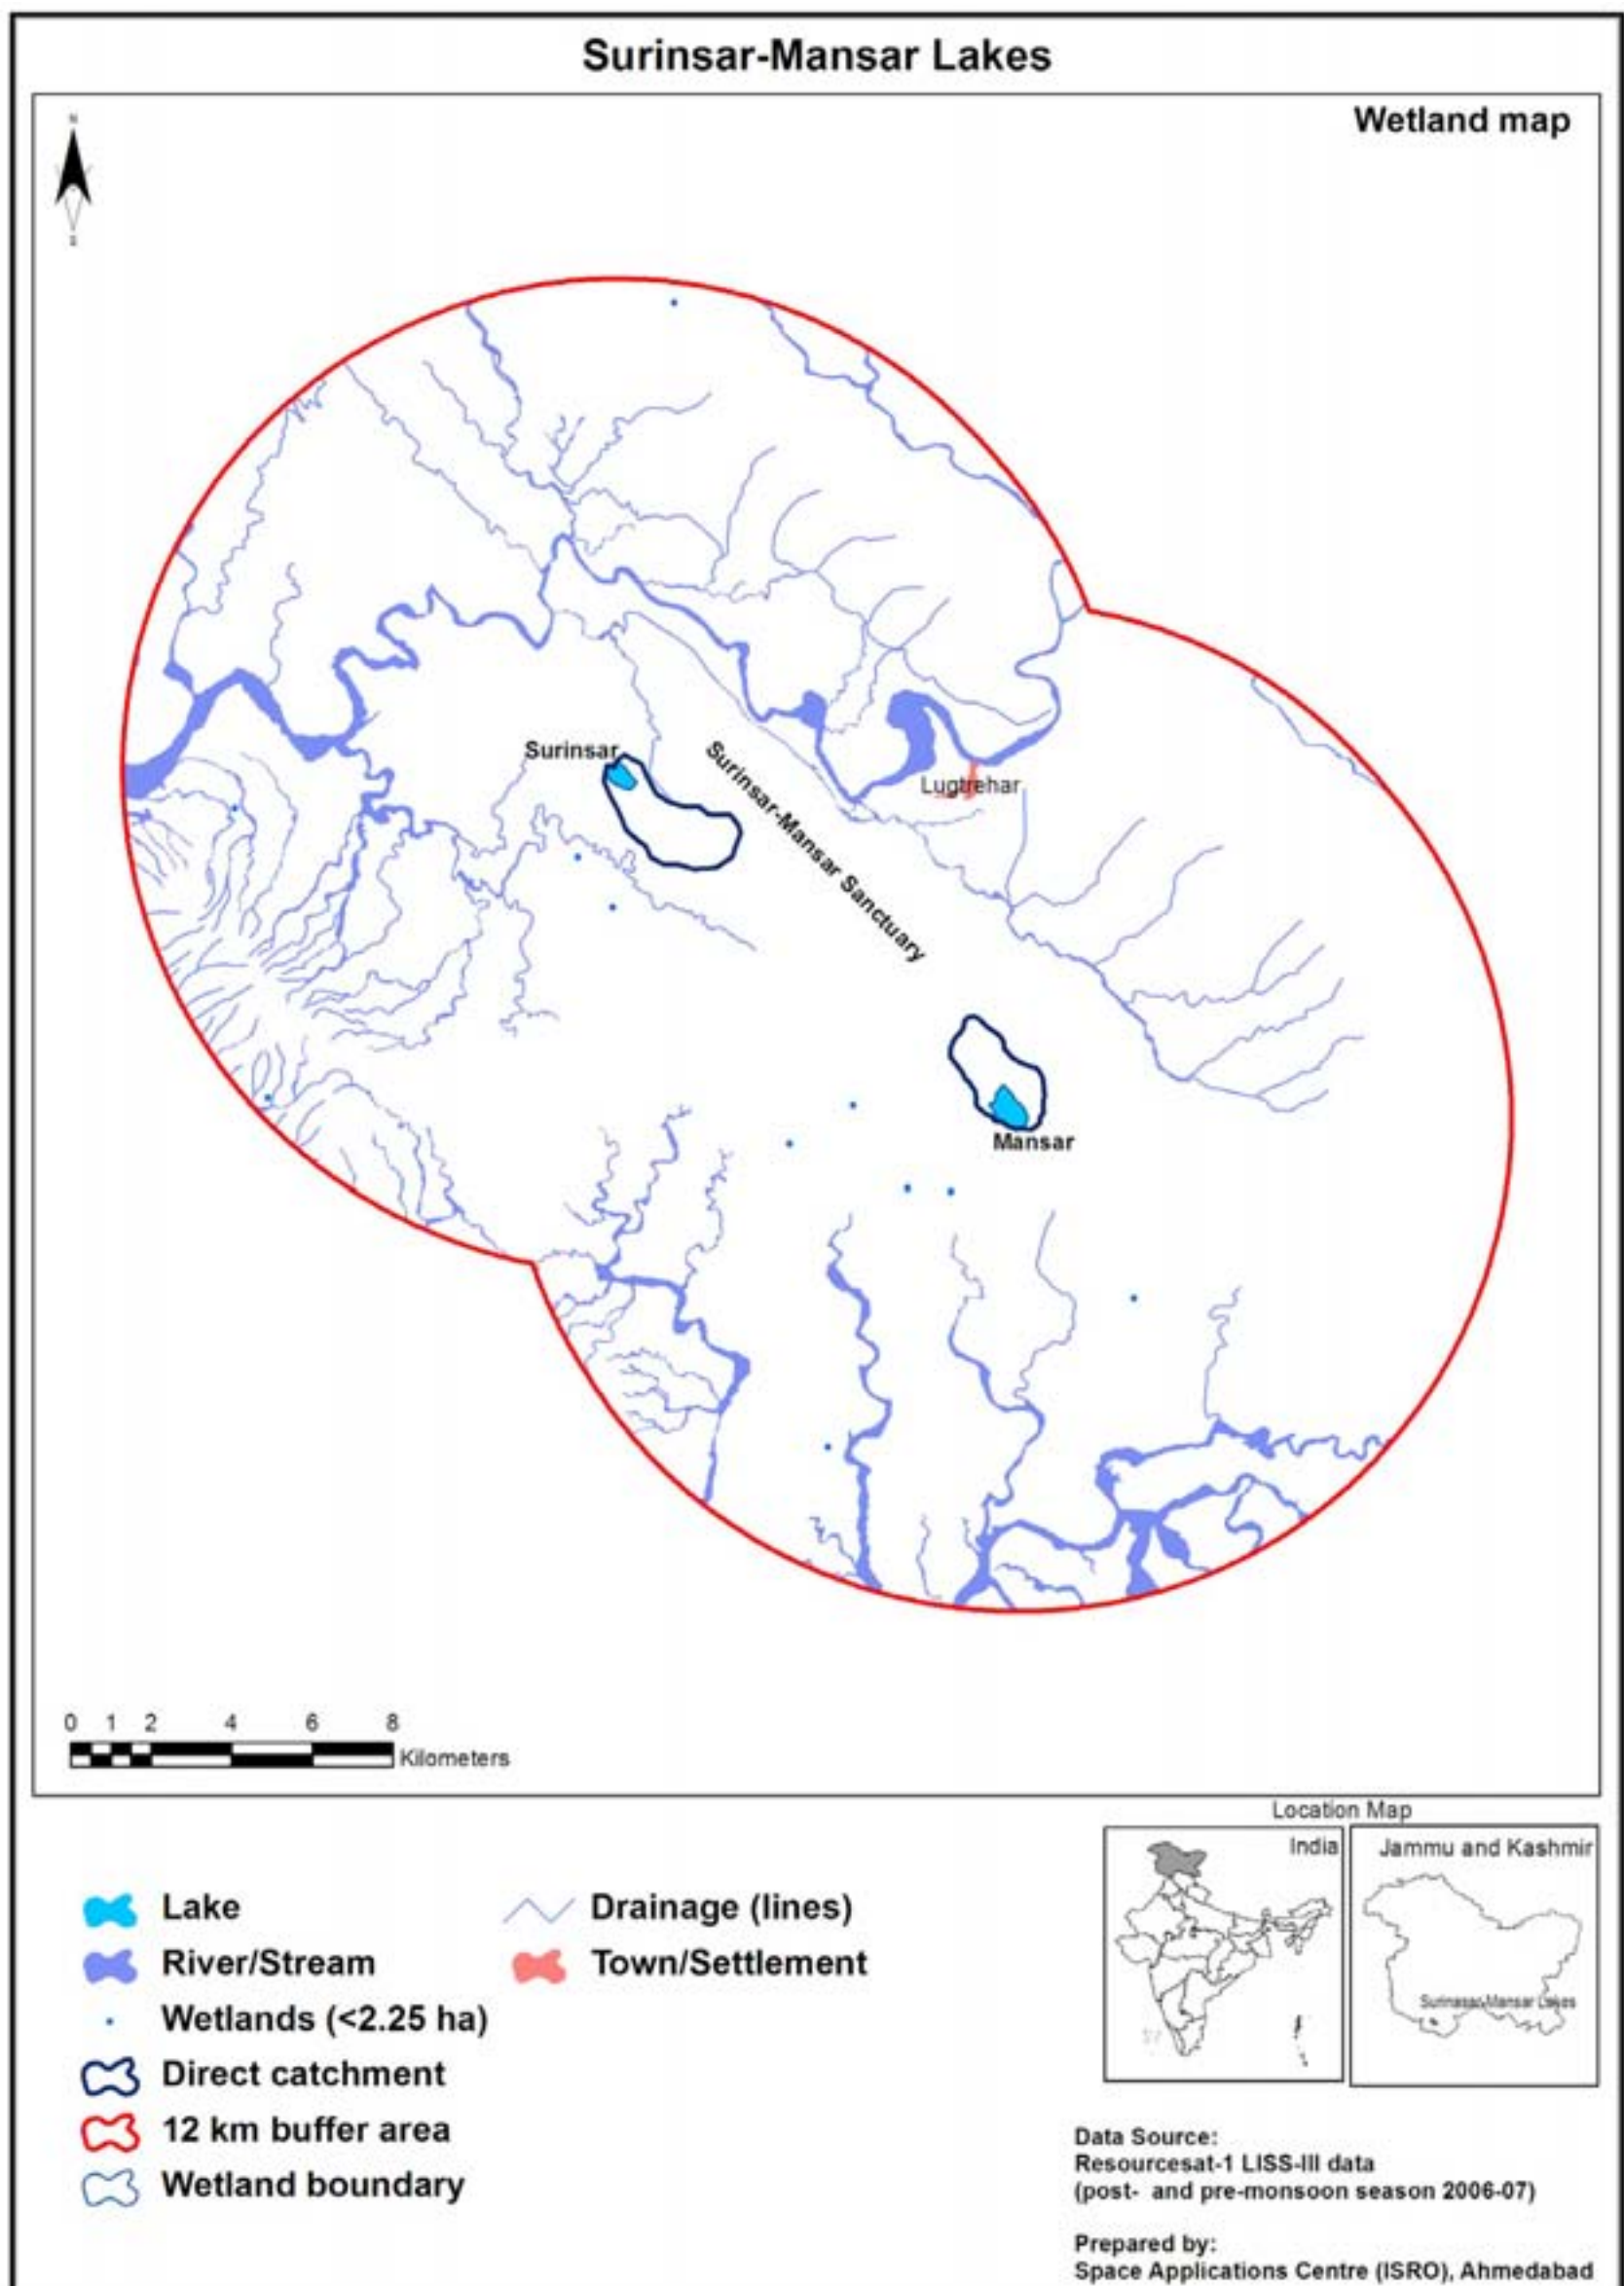 Surinsar-Mansar Lakes
Wetland map
N
S
Surinsar
Surinsar-Mansar Sanctuary
Lugtrehar
Mansar
0 1 2 4 6 8
Kilometers
Location Map
India
Jammu and Kashmir
Surinasar-Mansar Lakes
Lake
Drainage (lines)
River/Stream
Town/Settlement
Wetlands (<2.25 ha)
Direct catchment
12 km buffer area
Wetland boundary
Data Source:
Resourcesat-1 LISS-III data
(post- and pre-monsoon season 2006-07)
Prepared by:
Space Applications Centre (ISRO), Ahmedabad